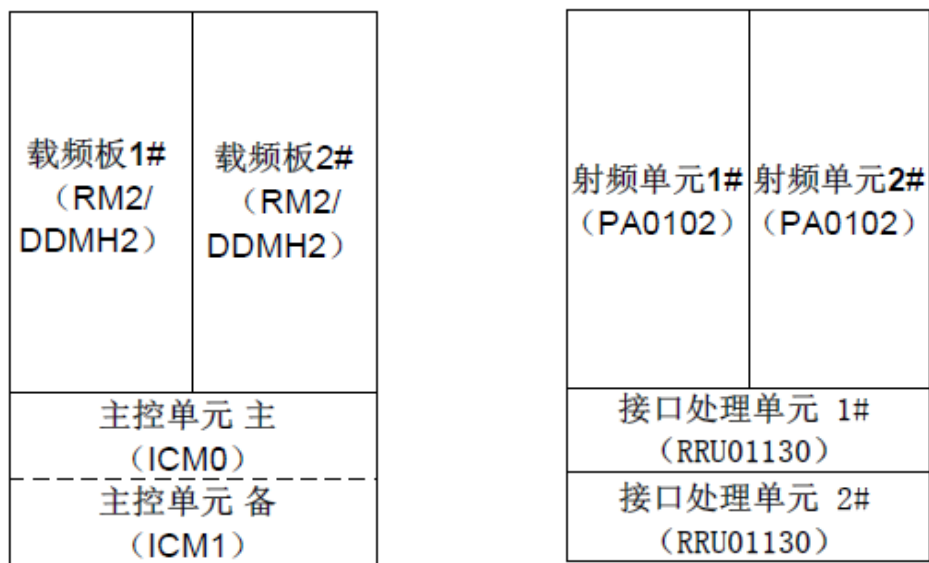 载频板1#
（RM2/
DDMH2）
载频板2#
（RM2/
DDMH2）
主控单元 主
（ICM0）
主控单元 备
（ICM1）
射频单元1#
（PA0102）
射频单元2#
（PA0102）
接口处理单元 1#
（RRU01130）
接口处理单元 2#
（RRU01130）